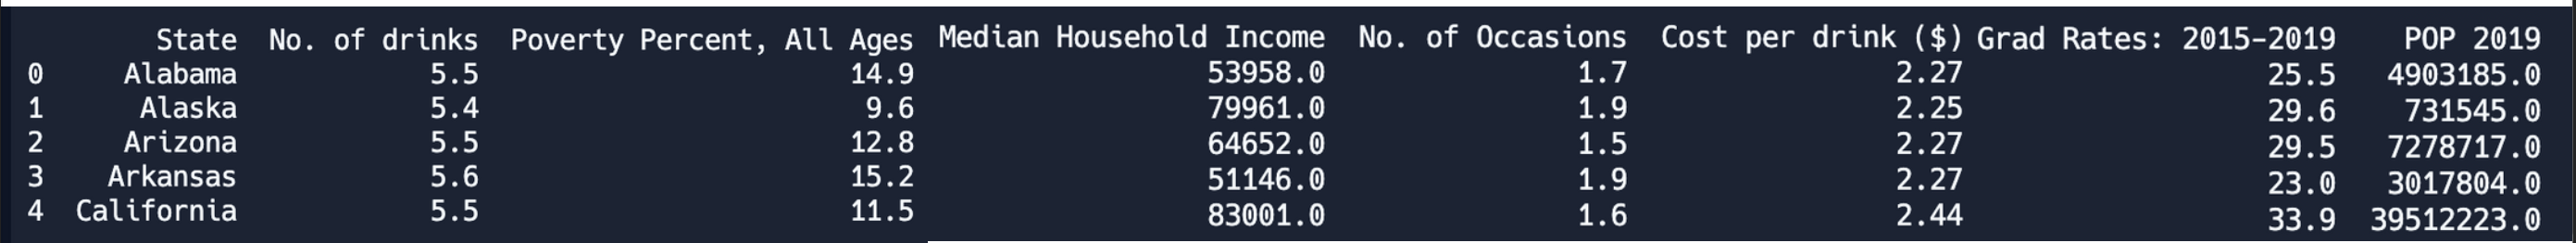 State No. of drinks Poverty Percent, All Ages Median Household Income No. of Occasions Cost per drink ($) Grad Rates: 2015-2019 POP 2019
0 Alabama 5.5 14.9 53958.0 1.7 2.27 25.5 4903185.0
1 Alaska 5.4 9.6 79961.0 1.9 2.25 29.6 731545.0
2 Arizona 5.5 12.8 64652.0 1.5 2.27 29.5 7278717.0
3 Arkansas 5.6 15.2 51146.0 1.9 2.27 23.0 3017804.0
4 California 5.5 11.5 83001.0 1.6 2.44 33.9 39512223.0